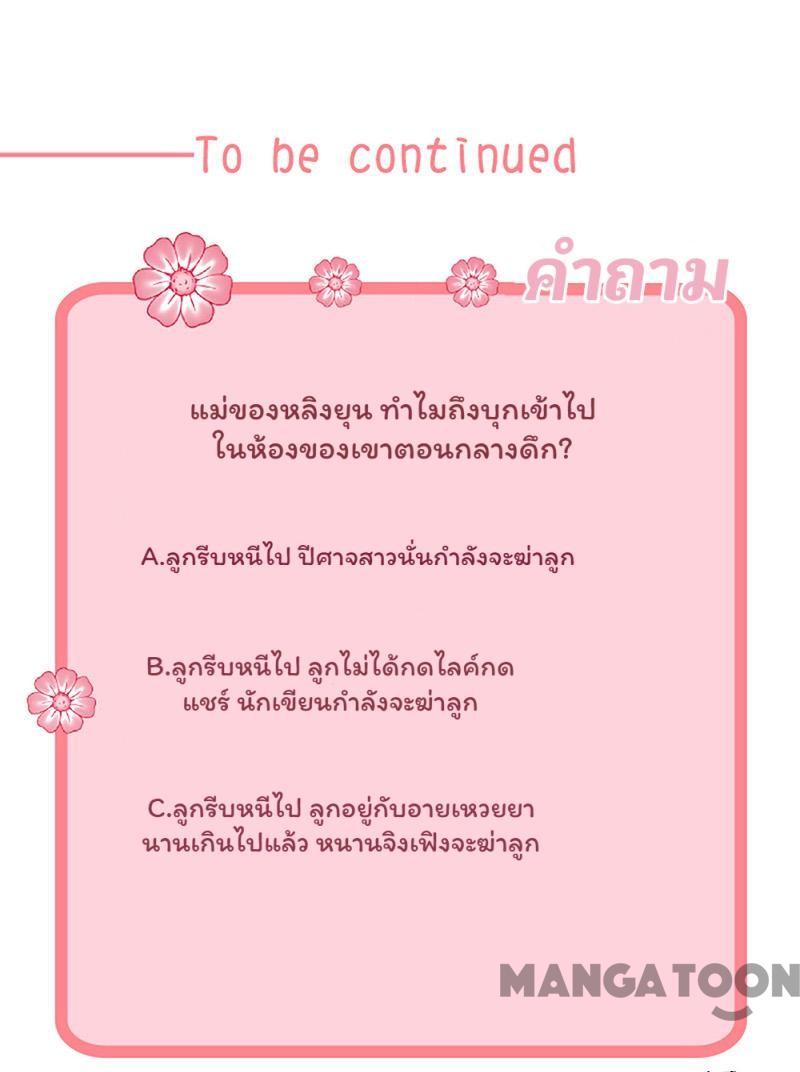 To be continued
คำถาม
แม่ของหลิงยุน ทำไมถึงบุกเข้าไป
ในห้องของเขาตอนกลางดึก?
A.ลูกรีบหนีไป ปีศาจสาวนั่นกำลังจะฆ่าลูก
B.ลูกรีบหนีไป ลูกไม่ได้กดไลค์กด
แชร์ นักเขียนกำลังจะฆ่าลูก
C.ลูกรีบหนีไป ลูกอยู่กับอายเหวยยา
นานเกินไปแล้ว หนานจิงเฟิงจะฆ่าลูก
MANGATOON